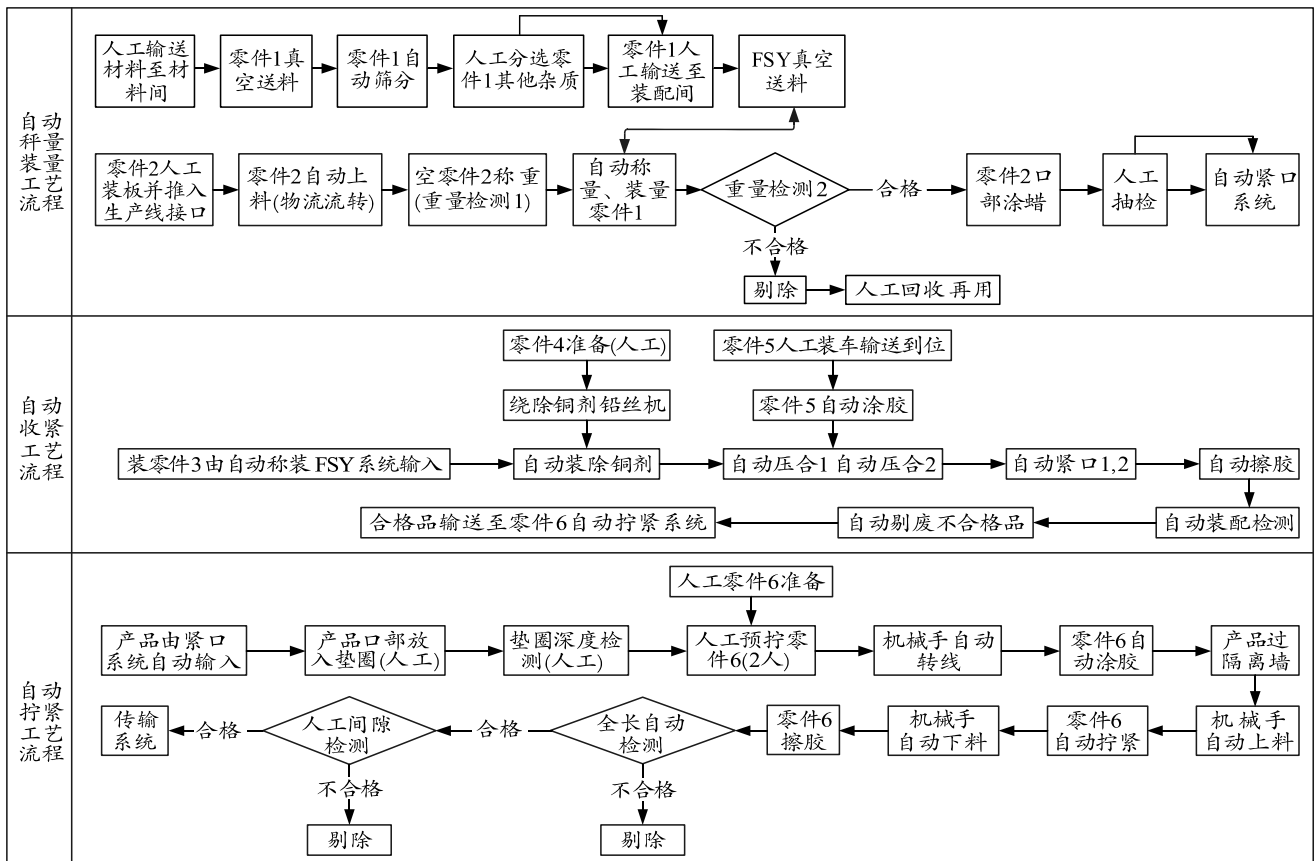 自动
秤量
装量
工艺
流程
人工输送
材料至材
料间
零件1真
空送料
零件1自
动筛分
人工分选零
件1其他杂质
零件1人
工输送至
装配间
FSY真空
送料
零件2人工
装板并推入
生产线接口
零件2自动上
料(物流流转)
空零件2称重
(重量检测1)
自动称
量、装量
零件1
重量检测2
合格
零件2口
部涂蜡
人工
抽检
自动紧口
系统
不合格
剔除
人工回收再用
自动
收紧
工艺
流程
零件4准备(人工)
零件5人工装车输送到位
绕除铜剂铅丝机
零件5自动涂胶
装零件3由自动称装FSY系统输入
自动装除铜剂
自动压合1自动压合2
自动紧口1,2
自动擦胶
合格品输送至零件6自动拧紧系统
自动剔废不合格品
自动装配检测
自动
拧紧
工艺
流程
人工零件6准备
产品由紧口
系统自动输入
产品口部放
入垫圈(人工)
垫圈深度检
测(人工)
人工预拧零
件6(2人)
机械手自动
转线
零件6自
动涂胶
产品过
隔离墙
传输
系统
合格
人工间隙
检测
合格
全长自动
检测
零件6
擦胶
机械手
自动下料
零件6
自动拧紧
机械手
自动上料
不合格
不合格
剔除
剔除